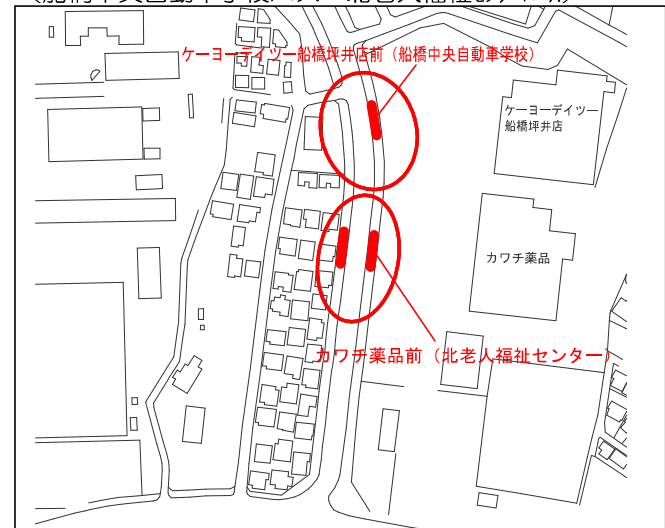 ケーヨーデイツー船橋坪井店前（船橋中央自動車学校）
ケーヨーデイツー
船橋坪井店
カワチ薬品
カワチ薬品前（北老人福祉センター）